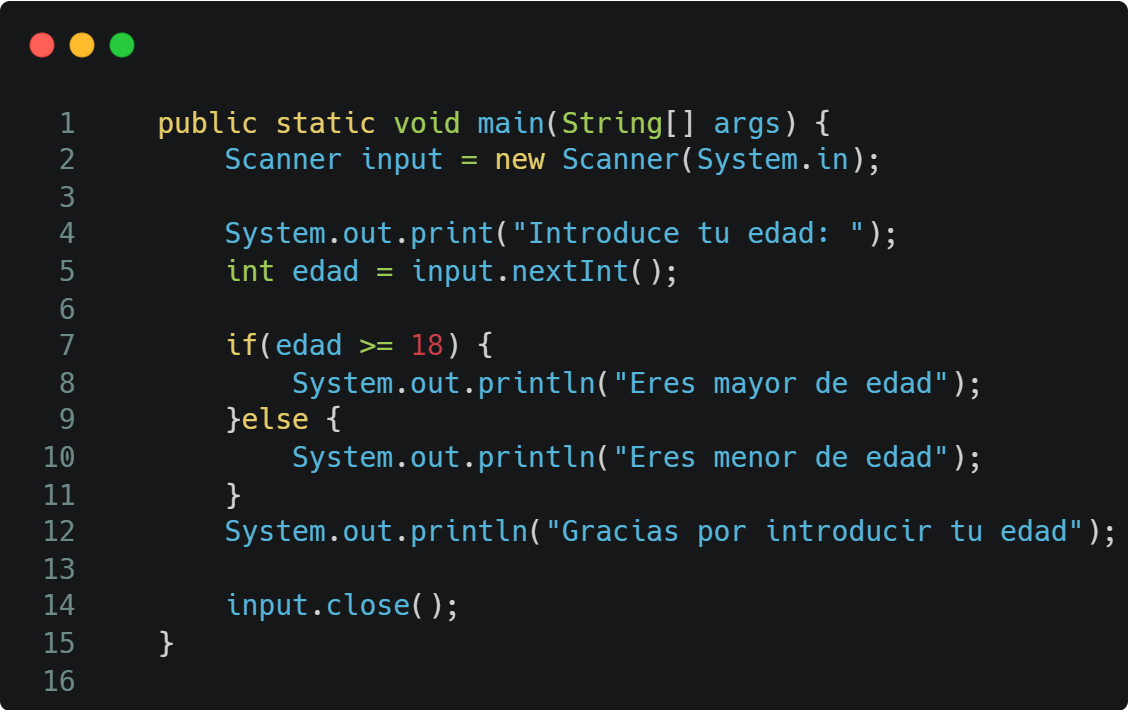 1    public static void main(String[] args) {
2        Scanner input = new Scanner(System.in);
3
4        System.out.print("Introduce tu edad: ");
5        int edad = input.nextInt();
6
7        if(edad >= 18) {
8            System.out.println("Eres mayor de edad");
9        }else {
10            System.out.println("Eres menor de edad");
11        }
12        System.out.println("Gracias por introducir tu edad");
13
14        input.close();
15    }
16